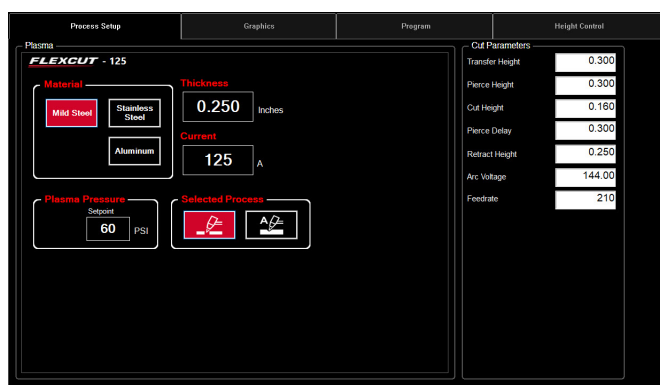 Process Setup
Graphics
Program
Height Control
Plasma
FLEXCUT - 125
Material
Mild Steel
Stainless
Steel
Aluminum
Thickness
0.250 Inches
Current
125 A
Plasma Pressure
Setpoint
60 PSI
Selected Process
A
Cut Parameters
Transfer Height 0.300
Pierce Height 0.300
Cut Height 0.160
Pierce Delay 0.300
Retract Height 0.250
Arc Voltage 144.00
Feedrate 210